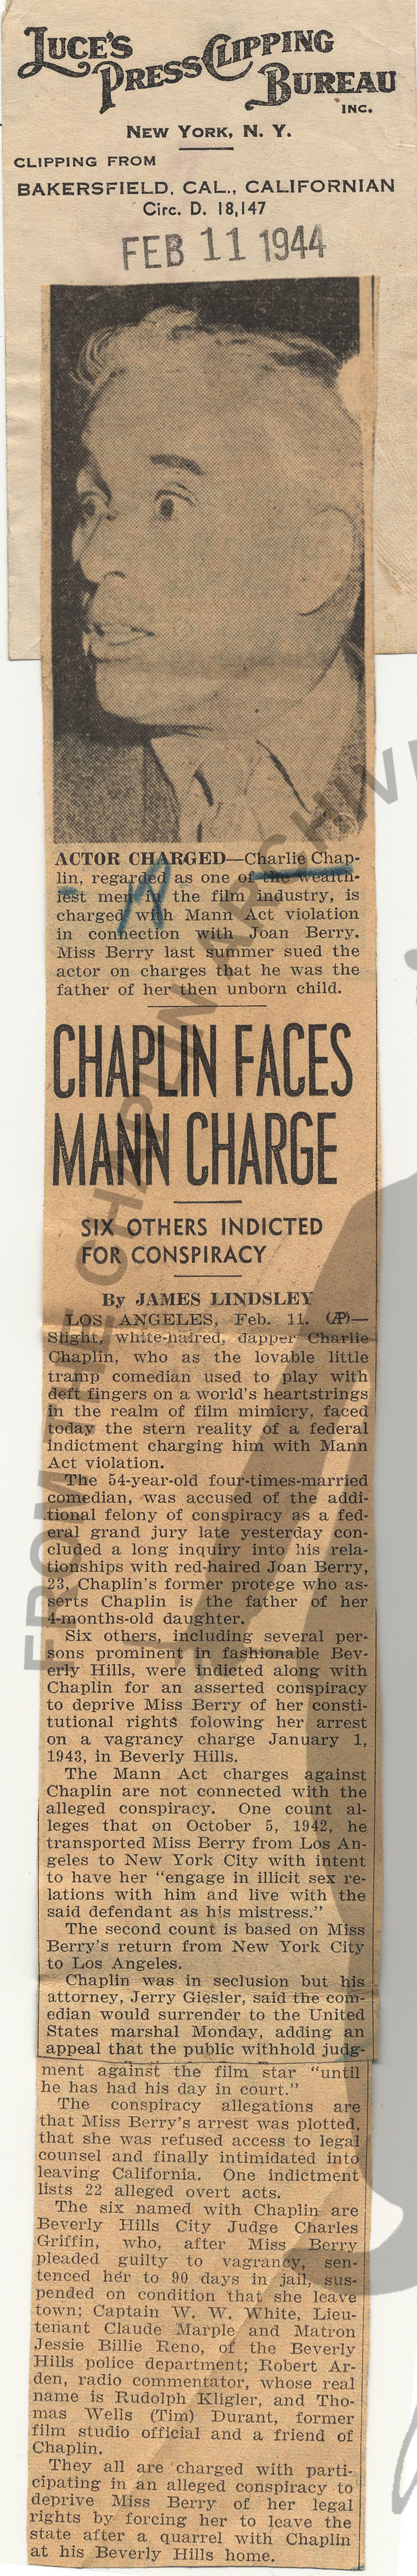 LUCE'S
PRESS CLIPPING
BUREAU
INC.
NEW YORK, N. Y.
CLIPPING FROM
BAKERSFIELD, CAL., CALIFORNIAN
Circ. D. 18,147
FEB 11 1944
ACTOR CHARGED—Charlie Chap-
lin, regarded as one of the wealth-
iest men in the film industry, is
charged with Mann Act violation
in connection with Joan Berry.
Miss Berry last summer sued the
actor on charges that he was the
father of her then unborn child.
CHAPLIN FACES
MANN CHARGE
SIX OTHERS INDICTED
FOR CONSPIRACY
By JAMES LINDSLEY
LOS ANGELES, Feb. 11. (AP)—
Slight, white-haired, dapper Charlie
Chaplin, who as the lovable little
tramp comedian used to play with
deft fingers on a world's heartstrings
in the realm of film mimicry, faced
today the stern reality of a federal
indictment charging him with Mann
Act violation.
The 54-year-old four-times-married
comedian, was accused of the addi-
tional felony of conspiracy as a fed-
eral grand jury late yesterday con-
cluded a long inquiry into his rela-
tionships with red-haired Joan Berry,
23, Chaplin's former protege who as-
serts Chaplin is the father of her
4-months-old daughter.
Six others, including several per-
sons prominent in fashionable Bev-
erly Hills, were indicted along with
Chaplin for an asserted conspiracy
to deprive Miss Berry of her consti-
tutional rights folowing her arrest
on a vagrancy charge January 1,
1943, in Beverly Hills.
The Mann Act charges against
Chaplin are not connected with the
alleged conspiracy. One count al-
leges that on October 5, 1942, he
transported Miss Berry from Los An-
geles to New York City with intent
to have her "engage in illicit sex re-
lations with him and live with the
said defendant as his mistress."
The second count is based on Miss
Berry's return from New York City
to Los Angeles.
Chaplin was in seclusion but his
attorney, Jerry Giesler, said the com-
edian would surrender to the United
States marshal Monday, adding an
appeal that the public withhold judg-
ment against the film star "until
he has had his day in court."
The conspiracy allegations are
that Miss Berry's arrest was plotted,
that she was refused access to legal
counsel and finally intimidated into
leaving California. One indictment
lists 22 alleged overt acts.
The six named with Chaplin are
Beverly Hills City Judge Charles
Griffin, who, after Miss Berry
pleaded guilty to vagrancy, sen-
tenced her to 90 days in jail, sus-
pended on condition that she leave
town; Captain W. W. White, Lieu-
tenant Claude Marple and Matron
Jessie Billie Reno, of the Beverly
Hills police department; Robert Ar-
den, radio commentator, whose real
name is Rudolph Kligler, and Tho-
mas Wells (Tim) Durant, former
film studio official and a friend of
Chaplin.
They all are charged with parti-
cipating in an alleged conspiracy to
deprive Miss Berry of her legal
rights by forcing her to leave the
state after a quarrel with Chaplin
at his Beverly Hills home.
FROM THE CHAPLIN ARCHIVE